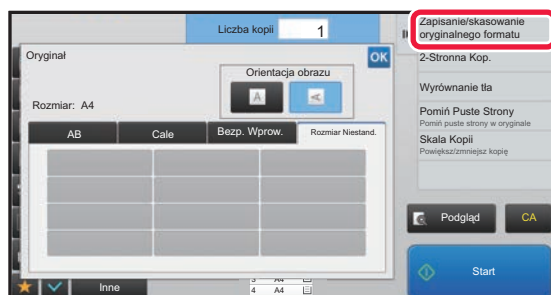 Liczba kopii 1
Zapisanie/skasowanie
oryginalnego formatu
Oryginał
OK
2-Stronna Kop.
Orientacja obrazu
A A
Wyrównanie tła
Rozmiar: A4
Pomiń Puste Strony
Pomiń puste strony w oryginale
AB Cale Bezp. Wprow. Rozmiar Niestand.
Skala Kopii
Powiększ/zmniejsz kopię
Podgląd CA
Start
Inne
4 A4